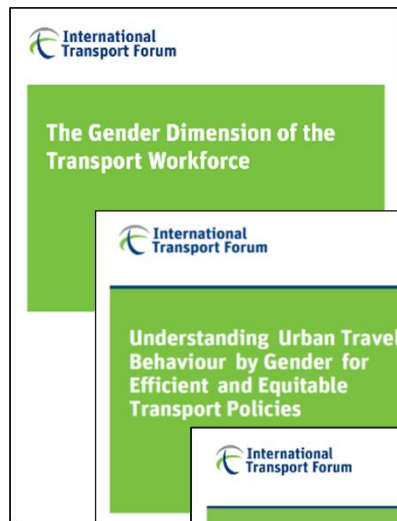 International
Transport Forum
The Gender Dimension of the
Transport Workforce
International
Transport Forum
Understanding Urban Travel
Behaviour by Gender for
Efficient and Equitable
Transport Policies
International
Transport Forum